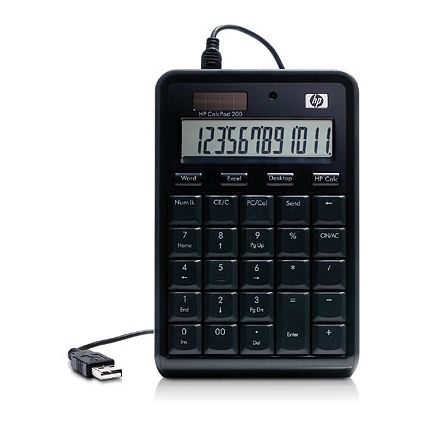 hp
HP CalcPad 200
123567891011
Word Excel Desktop HP Calc
Num lk CE/C PC/Cal Send ←
7 8 9 % ON/AC
Home ↑ Pg Up
4 5 6 * /
← →
1 2 3 = -
End ↓ Pg Dn
0 00 . Enter +
Ins Del